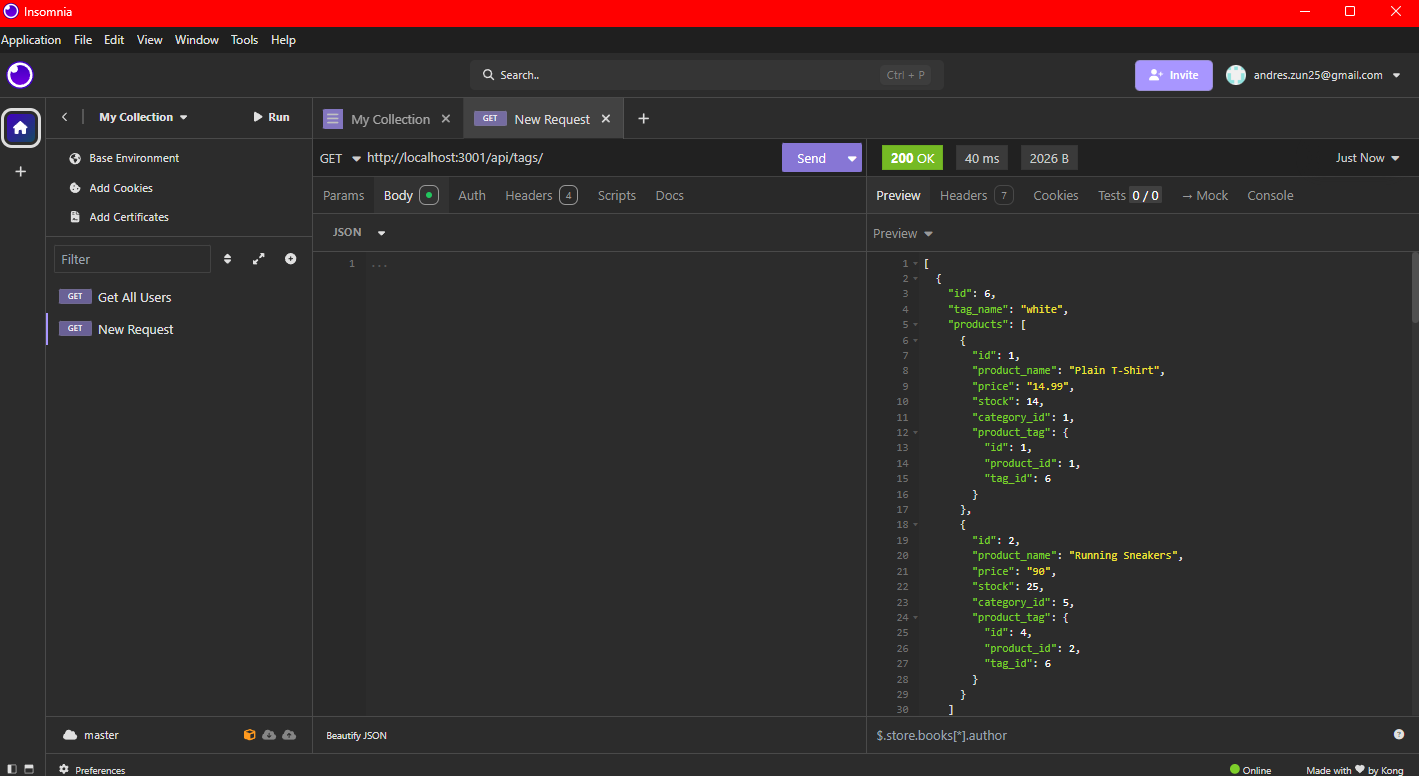 Insomnia
Application File Edit View Window Tools Help
Search.. Ctrl + P
Invite
andres.zun25@gmail.com
My Collection
Run
My Collection
GET New Request
Base Environment
Add Cookies
Add Certificates
Filter
GET Get All Users
GET New Request
GET http://localhost:3001/api/tags/
Send
200 OK 40 ms 2026 B
Just Now
Params Body Auth Headers 4 Scripts Docs
Preview Headers 7 Cookies Tests 0 / 0 → Mock Console
JSON
Preview
1 ...
1 [
2 {
3 "id": 6,
4 "tag_name": "white",
5 "products": [
6 {
7 "id": 1,
8 "product_name": "Plain T-Shirt",
9 "price": "14.99",
10 "stock": 14,
11 "category_id": 1,
12 "product_tag": {
13 "id": 1,
14 "product_id": 1,
15 "tag_id": 6
16 }
17 },
18 {
19 "id": 2,
20 "product_name": "Running Sneakers",
21 "price": "90",
22 "stock": 25,
23 "category_id": 5,
24 "product_tag": {
25 "id": 4,
26 "product_id": 2,
27 "tag_id": 6
28 }
29 }
30 ]
master
Beautify JSON
$.store.books[*].author
Preferences
Online
Made with ♥ by Kong